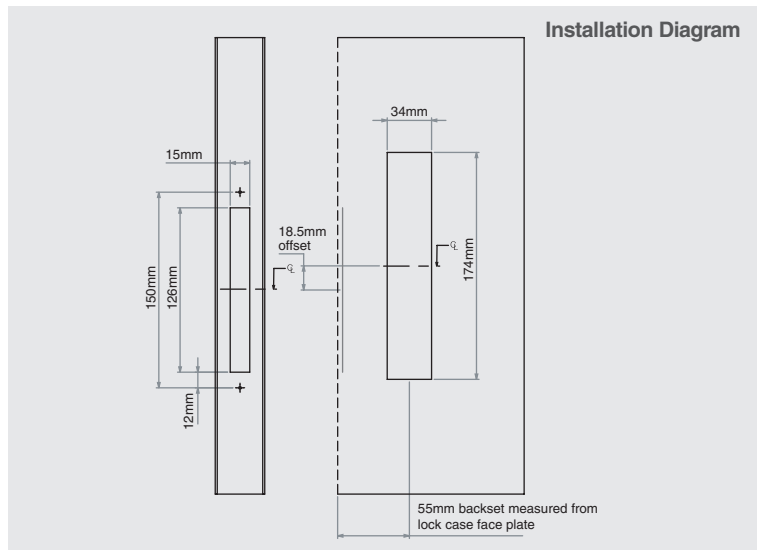 Installation Diagram
34mm
15mm
18.5mm
offset
℄
℄
150mm
126mm
174mm
12mm
55mm backset measured from
lock case face plate